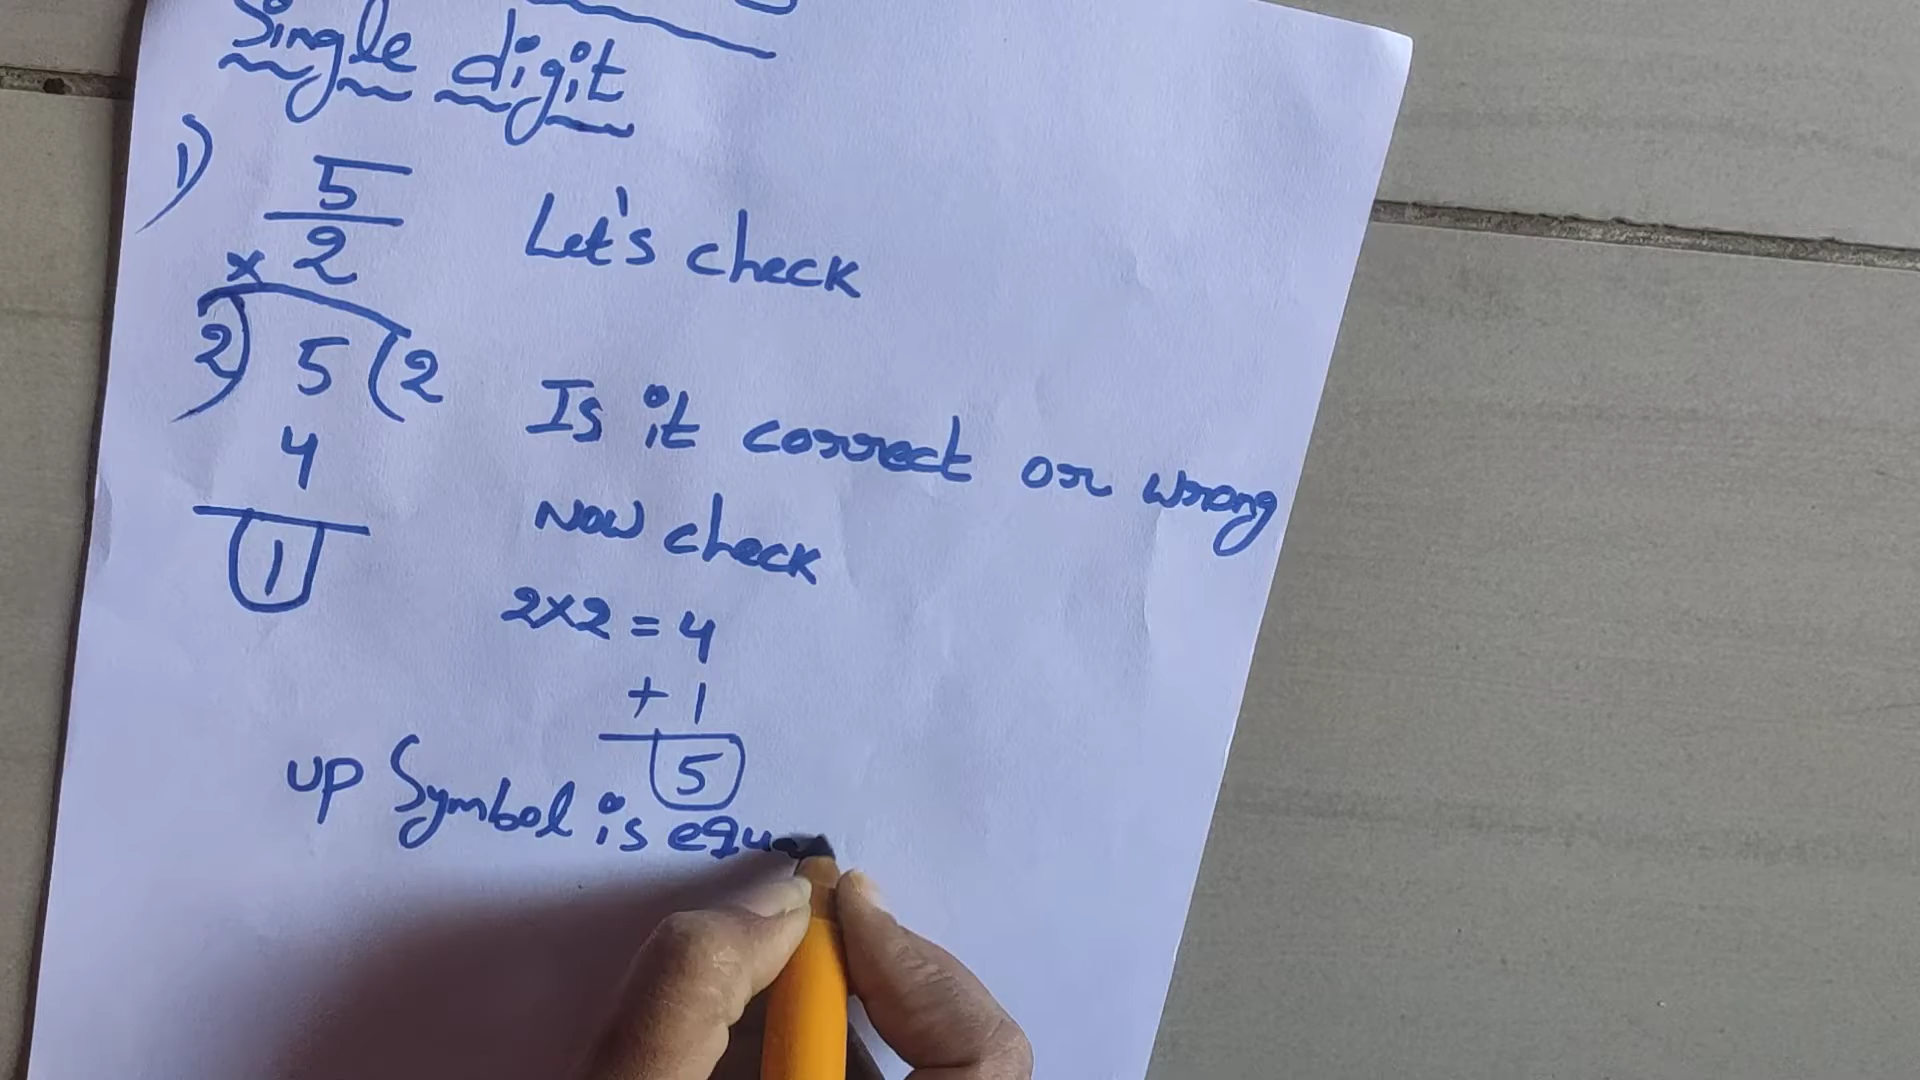 Single digit
1) 5
2
Let's check
×
2) 5 (2
4
1
Is it correct or wrong
Now check
2×2 = 4
+ 1
5
up Symbol is equa